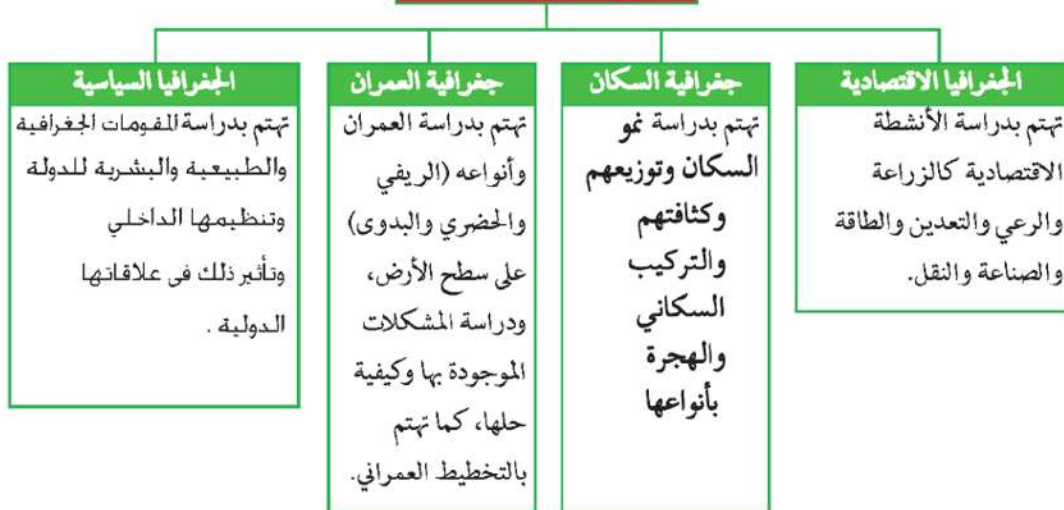 الجغرافيا الاقتصادية
تهتم بدراسة الأنشطة
الاقتصادية كالزراعة
والرعي والتعدين والطاقة
والصناعة والنقل.
جغرافية السكان
تهتم بدراسة نمو
السكان وتوزيعهم
وكثافتهم
والتركيب
السكاني
والهجرة
بأنواعها
جغرافية العمران
تهتم بدراسة العمران
وأنواعه (الريفي
والحضري والبدوى)
على سطح الأرض،
ودراسة المشكلات
الموجودة بها وكيفية
حلها، كما تهتم
بالتخطيط العمراني.
الجغرافيا السياسية
تهتم بدراسة المقومات الجغرافية
والطبيعية والبشرية للدولة
وتنظيمها الداخلي
وتأثير ذلك فى علاقاتها
الدولية .